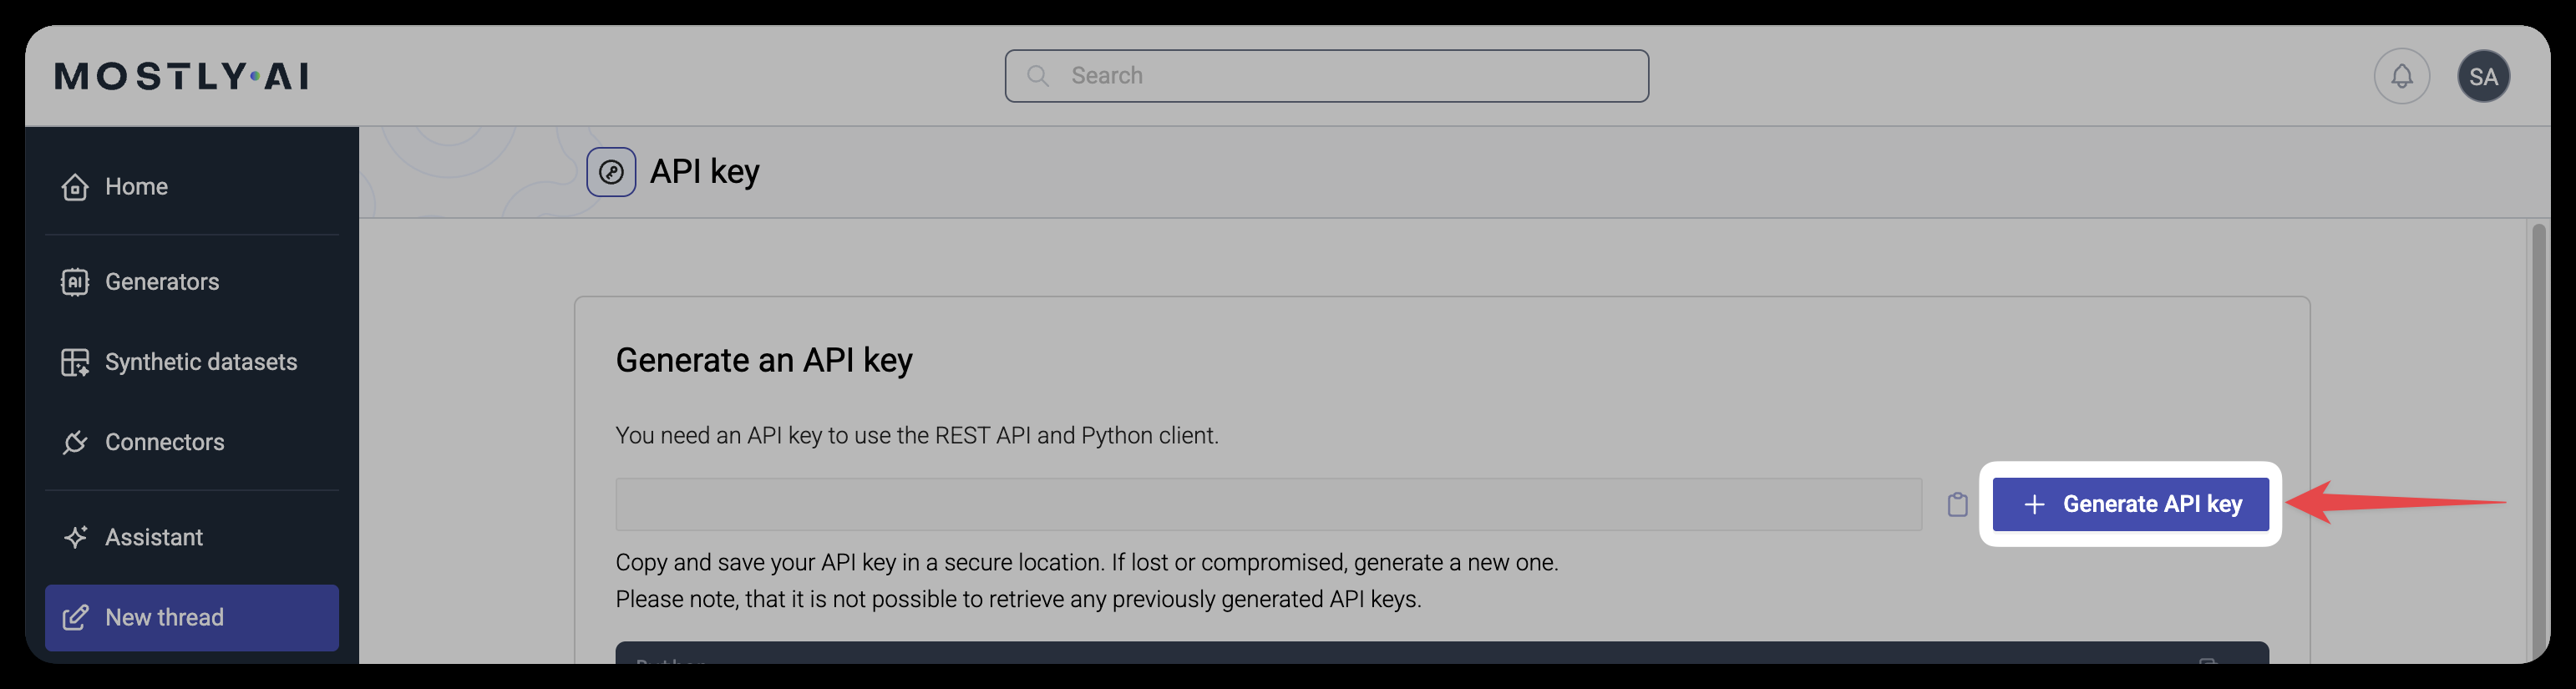 MOSTLY·AI
Search
SA
Home
Generators
Synthetic datasets
Connectors
Assistant
New thread
API key
Generate an API key
You need an API key to use the REST API and Python client.
+ Generate API key
Copy and save your API key in a secure location. If lost or compromised, generate a new one.
Please note, that it is not possible to retrieve any previously generated API keys.
Python